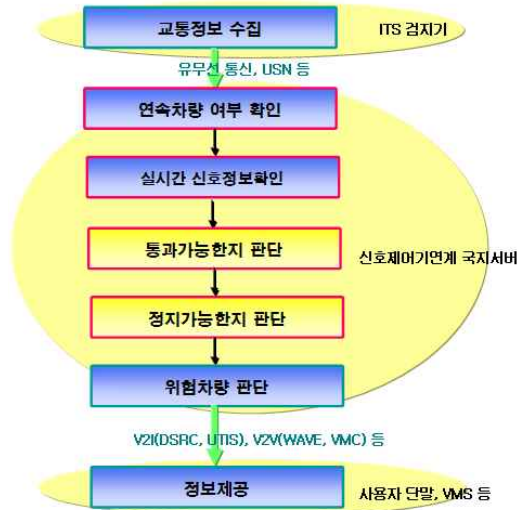 교통정보 수집
ITS 검지기
유무선 통신, USN 등
연속차량 여부 확인
실시간 신호정보확인
통과가능한지 판단
신호제어기연계 국지서버
정지가능한지 판단
위험차량 판단
V2I(DSRC, UTIS), V2V(WAVE, VMC) 등
정보제공
사용자 단말, VMS 등